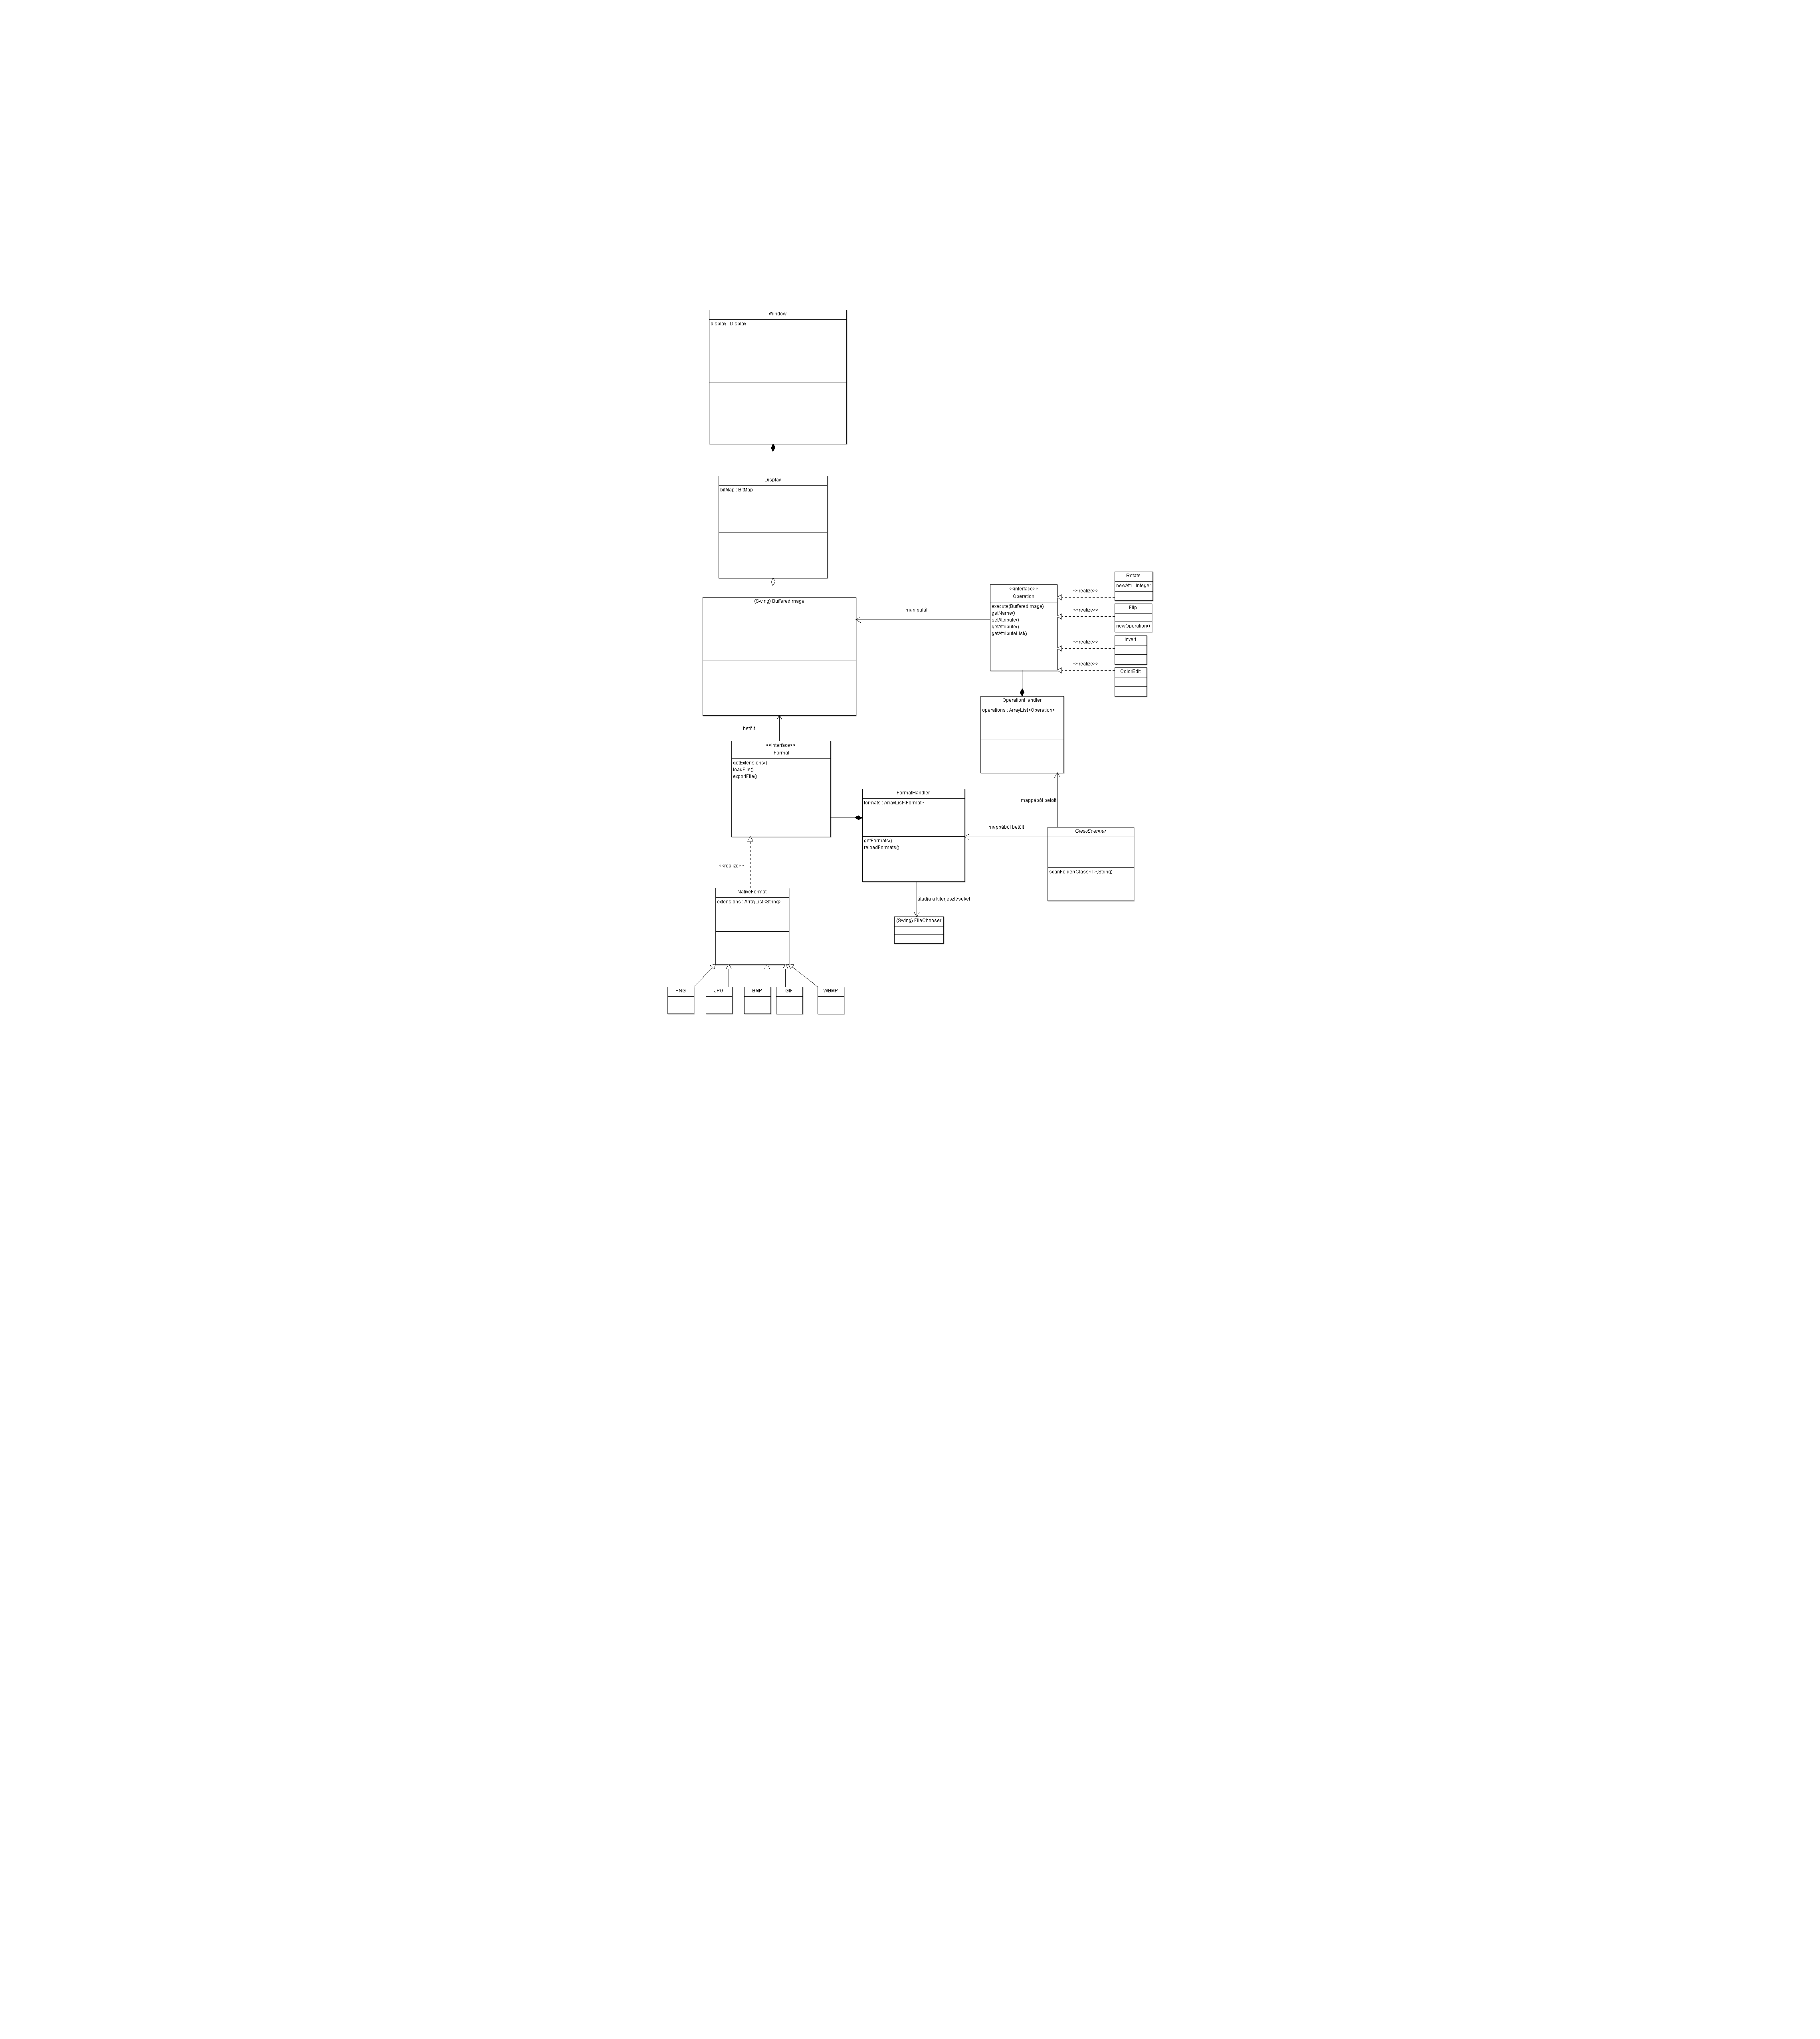 Window
display : Display
Display
bitMap : BitMap
(Swing) BufferedImage
manipulál
<<interface>>
Operation
execute(BufferedImage)
getName()
setAttribute()
getAttribute()
getAttributeList()
<<realize>>
<<realize>>
<<realize>>
<<realize>>
Rotate
newAttr : Integer
Flip
newOperation()
Invert
ColorEdit
OperationHandler
operations : ArrayList<Operation>
betölt
<<interface>>
IFormat
getExtensions()
loadFile()
exportFile()
FormatHandler
formats : ArrayList<Format>
getFormats()
reloadFormats()
mappából betölt
mappából betölt
ClassScanner
scanFolder(Class<T>,String)
<<realize>>
NativeFormat
extensions : ArrayList<String>
átadja a kiterjesztéseket
(Swing) FileChooser
PNG
JPG
BMP
GIF
WBMP